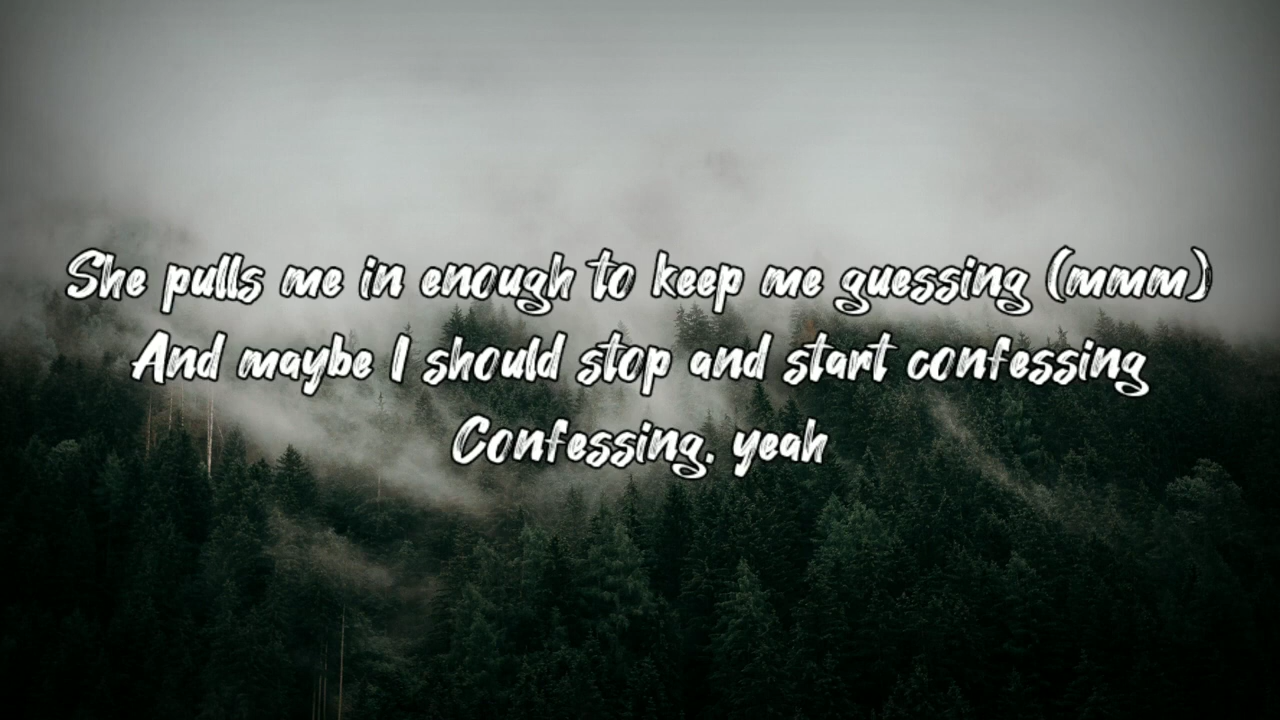 She pulls me in enough to keep me guessing (mmm)
And maybe I should stop and start confessing
Confessing, yeah